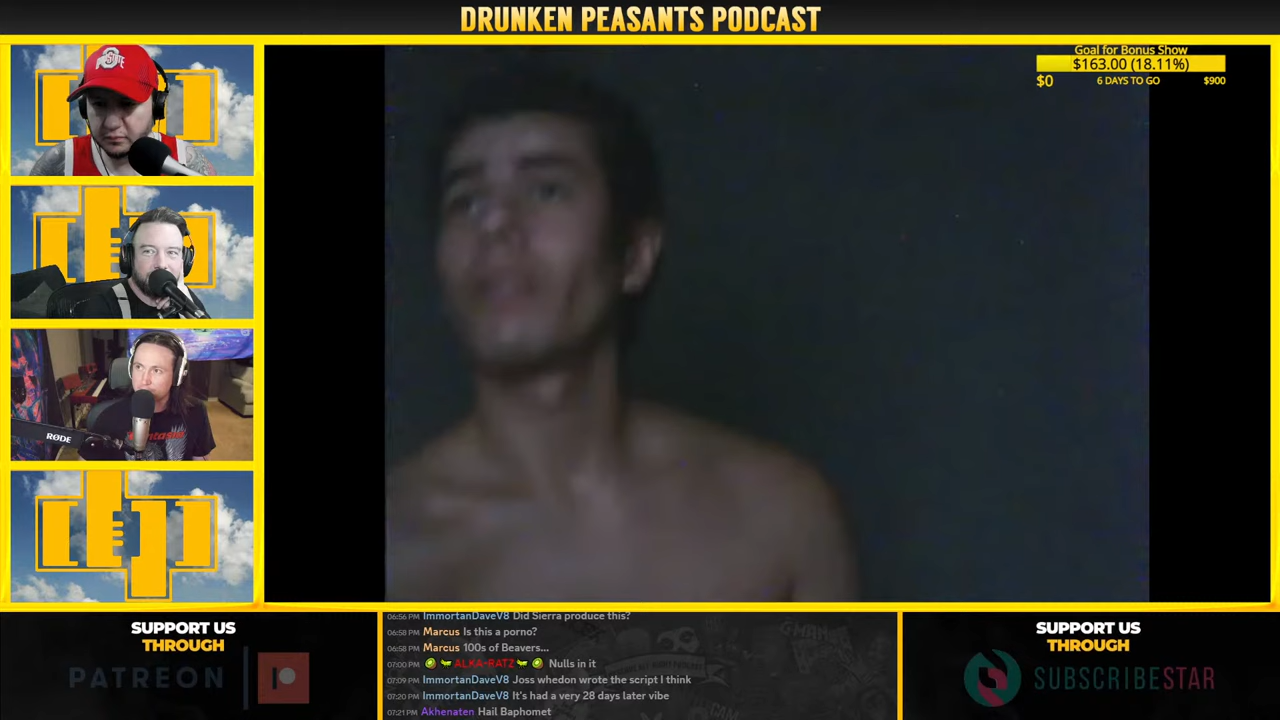 DRUNKEN PEASANTS PODCAST
Goal for Bonus Show
$163.00 (18.11%)
$0 6 DAYS TO GO $900
RØDE
SUPPORT US
THROUGH
PATREON
06:56 PM ImmortanDaveV8 Did Sierra produce this?
06:58 PM Marcus Is this a porno?
06:58 PM Marcus 100s of Beavers...
07:00 PM ALKA-RATZ Nulls in it
07:09 PM ImmortanDaveV8 Joss whedon wrote the script I think
07:20 PM ImmortanDaveV8 It's had a very 28 days later vibe
07:21 PM Akhenaten Hail Baphomet
SUPPORT US
THROUGH
SUBSCRIBESTAR